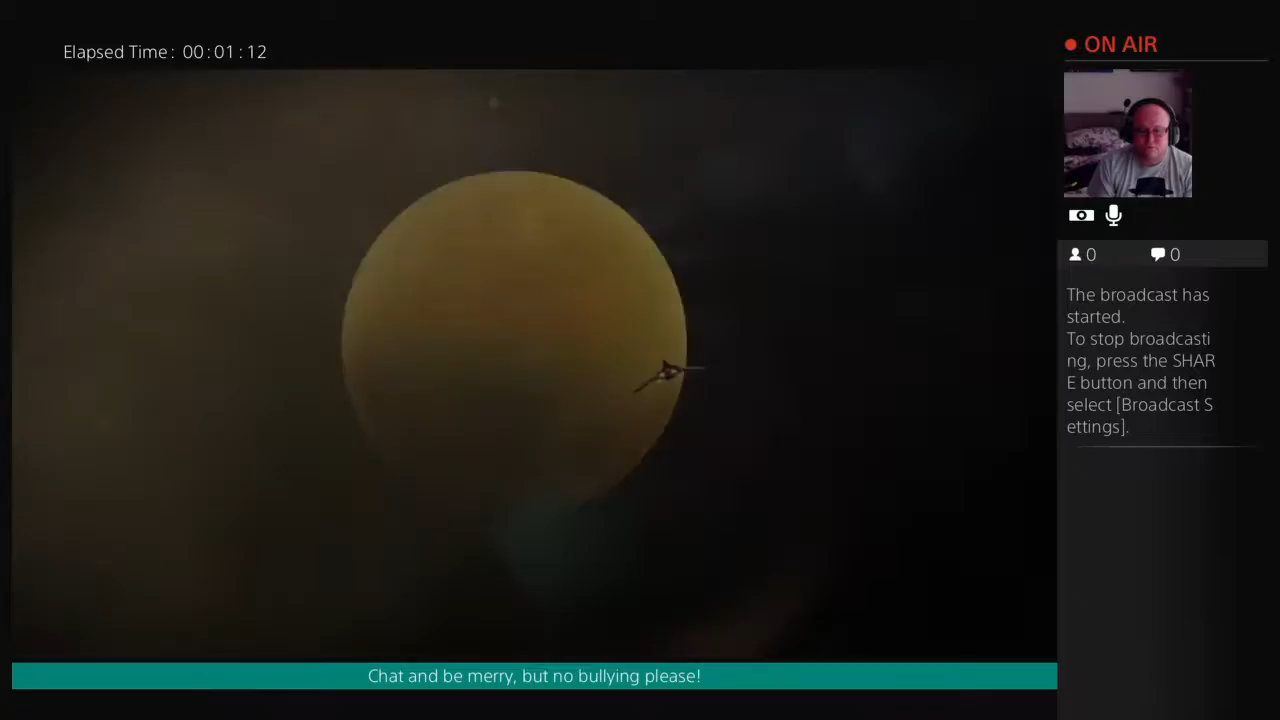 Elapsed Time: 00:01:12
ON AIR
0 0
The broadcast has
started.
To stop broadcasti
ng, press the SHAR
E button and then
select [Broadcast S
ettings].
Chat and be merry, but no bullying please!